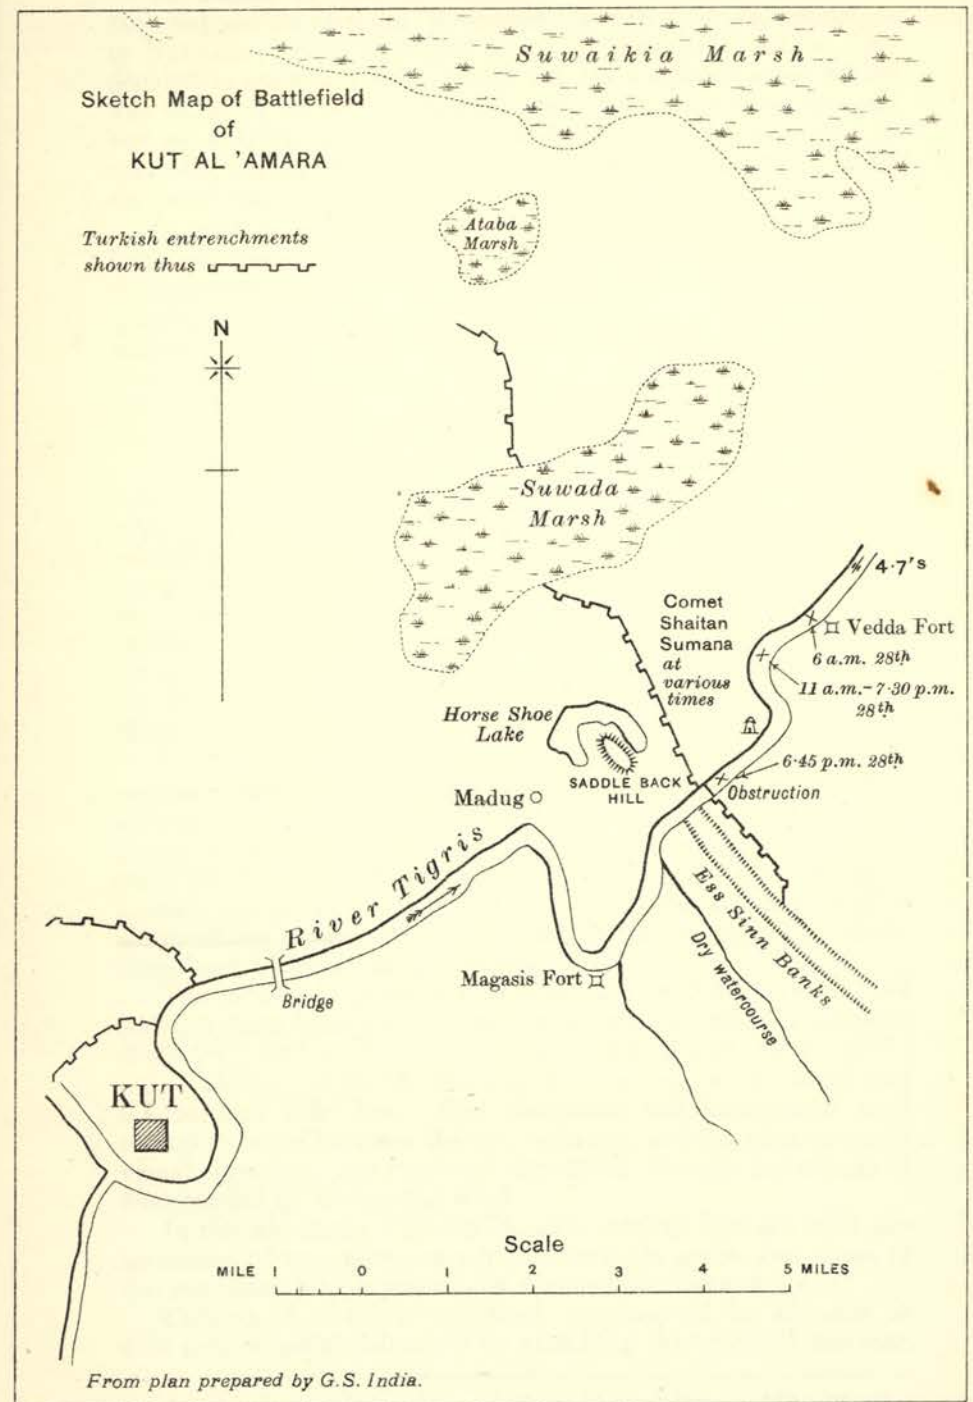 Suwaikia Marsh
Sketch Map of Battlefield
of
KUT AL 'AMARA
Turkish entrenchments
shown thus
Ataba
Marsh
N
Suwada
Marsh
4·7's
Comet
Shaitan
Sumana
at
various
times
Vedda Fort
6 a.m. 28th
11 a.m.-7·30 p.m.
28th
Horse Shoe
Lake
6·45 p.m. 28th
SADDLE BACK
HILL
Obstruction
Madug
River Tigris
Ess Sinn Banks
Dry watercourse
Magasis Fort
Bridge
KUT
Scale
MILE 1 0 1 2 3 4 5 MILES
From plan prepared by G.S. India.